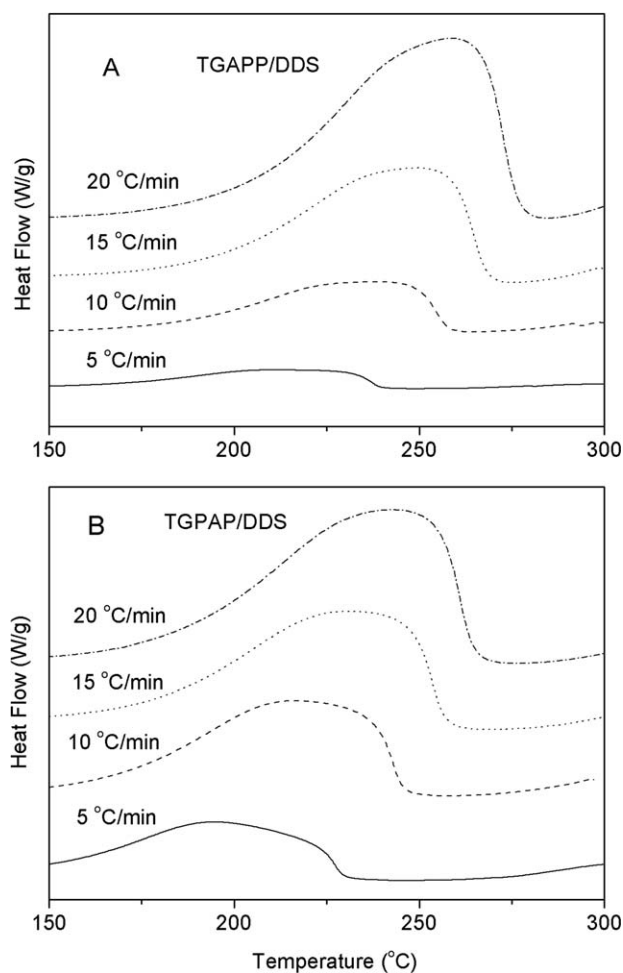 A
TGAPP/DDS
20 °C/min
15 °C/min
10 °C/min
5 °C/min
Heat Flow (W/g)
150 200 250 300
B
TGPAP/DDS
20 °C/min
15 °C/min
10 °C/min
5 °C/min
Heat Flow (W/g)
150 200 250 300
Temperature (°C)